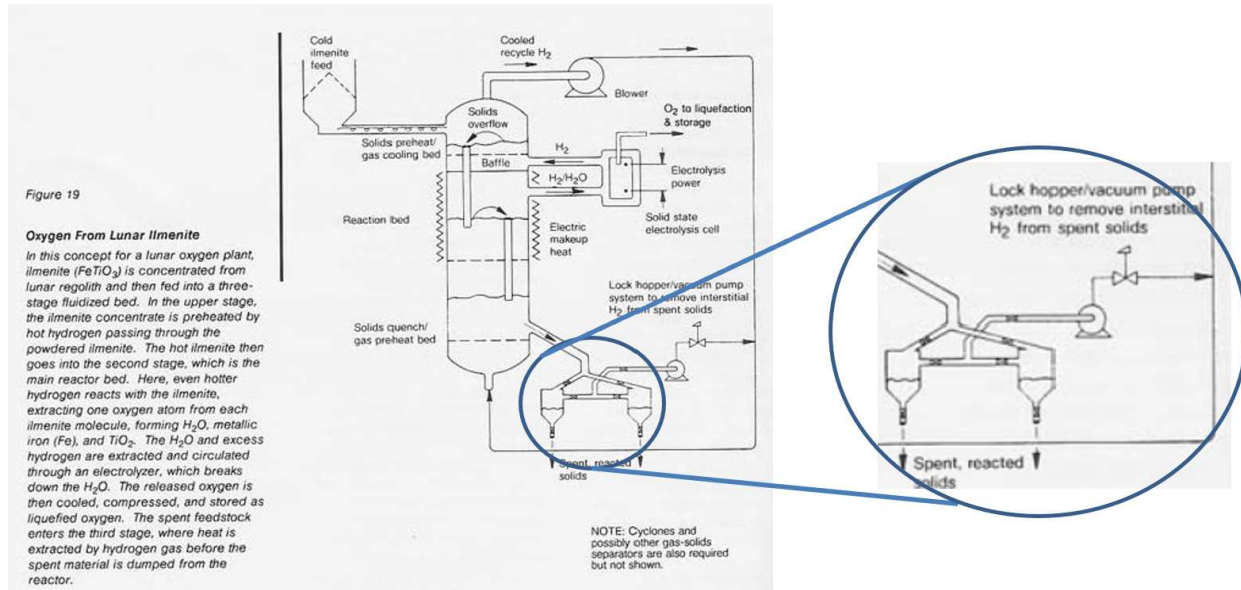 Figure 19
Oxygen From Lunar Ilmenite
In this concept for a lunar oxygen plant,
ilmenite (FeTiO₃) is concentrated from
lunar regolith and then fed into a three-
stage fluidized bed. In the upper stage,
the ilmenite concentrate is preheated by
hot hydrogen passing through the
powdered ilmenite. The hot ilmenite then
goes into the second stage, which is the
main reactor bed. Here, even hotter
hydrogen reacts with the ilmenite,
extracting one oxygen atom from each
ilmenite molecule, forming H₂O, metallic
iron (Fe), and TiO₂. The H₂O and excess
hydrogen are extracted and circulated
through an electrolyzer, which breaks
down the H₂O. The released oxygen is
then cooled, compressed, and stored as
liquefied oxygen. The spent feedstock
enters the third stage, where heat is
extracted by hydrogen gas before the
spent material is dumped from the
reactor.
Cold
ilmenite
feed
Cooled
recycle H₂
Blower
Solids
overflow
O₂ to liquefaction
& storage
Solids preheat/
gas cooling bed
H₂
Baffle
H₂/H₂O
Electrolysis
power
Reaction bed
Electric
makeup
heat
Solid state
electrolysis cell
Lock hopper/vacuum pump
system to remove interstitial
H₂ from spent solids
Solids quench/
gas preheat bed
Spent, reacted
solids
NOTE: Cyclones and
possibly other gas-solids
separators are also required
but not shown.
Lock hopper/vacuum pump
system to remove interstitial
H₂ from spent solids
Spent, reacted
solids